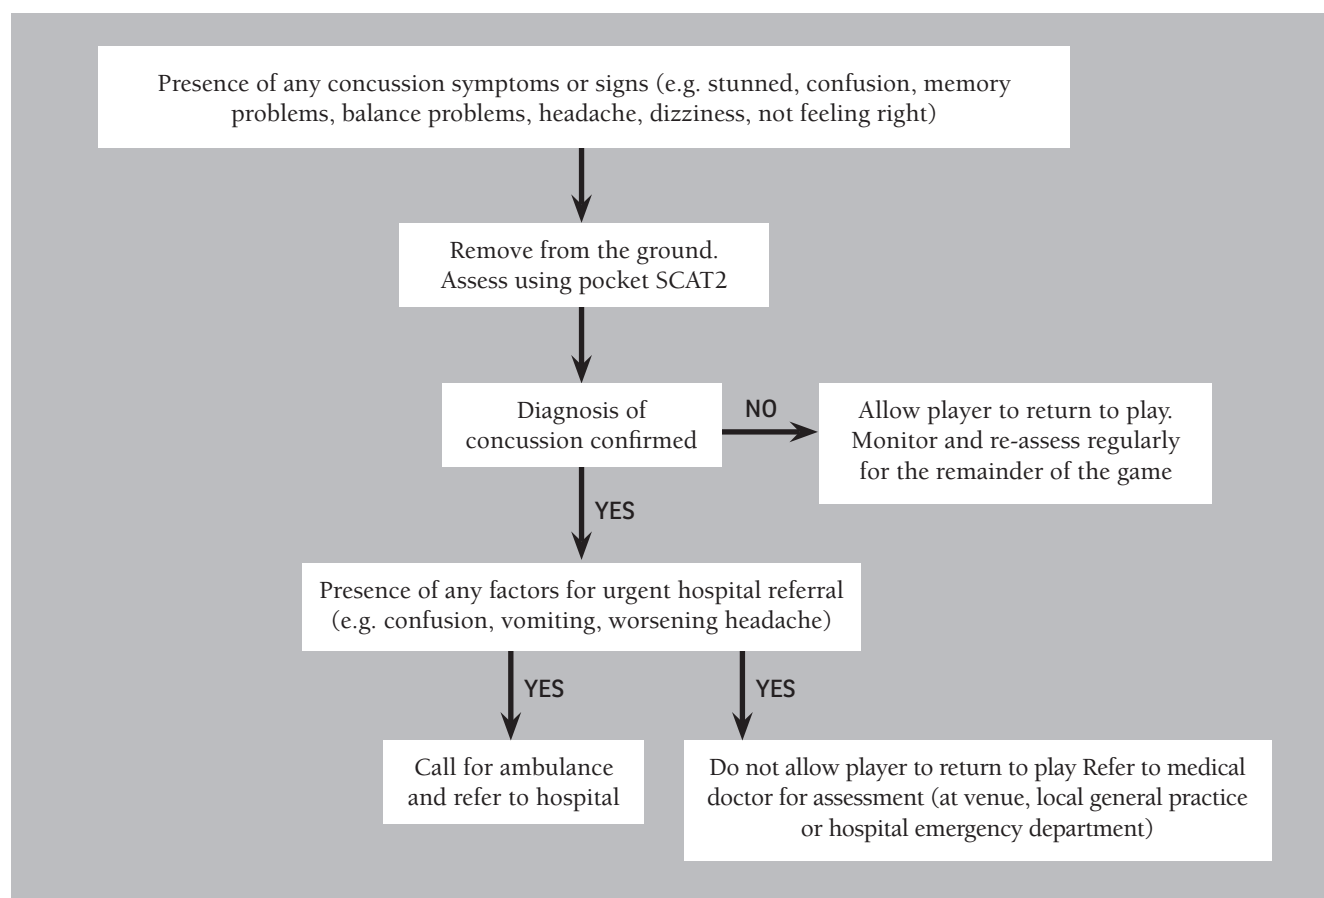 Presence of any concussion symptoms or signs (e.g. stunned, confusion, memory
problems, balance problems, headache, dizziness, not feeling right)
Remove from the ground.
Assess using pocket SCAT2
Diagnosis of
concussion confirmed
NO
Allow player to return to play.
Monitor and re-assess regularly
for the remainder of the game
YES
Presence of any factors for urgent hospital referral
(e.g. confusion, vomiting, worsening headache)
YES
YES
Call for ambulance
and refer to hospital
Do not allow player to return to play Refer to medical
doctor for assessment (at venue, local general practice
or hospital emergency department)